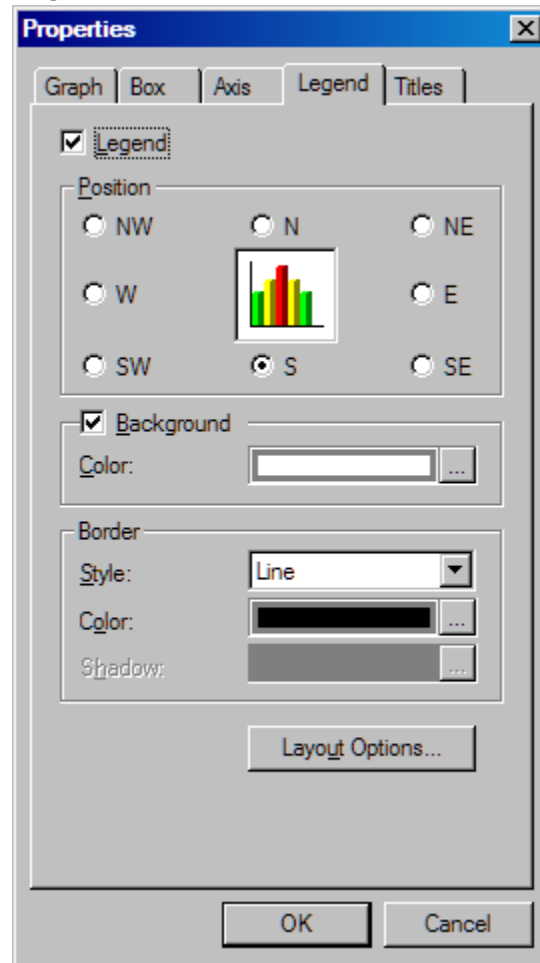 Properties
Graph Box Axis Legend Titles
Legend
Position
NW N NE
W E
SW S SE
Background
Color: ...
Border
Style: Line
Color: ...
Shadow: ...
Layout Options...
OK Cancel